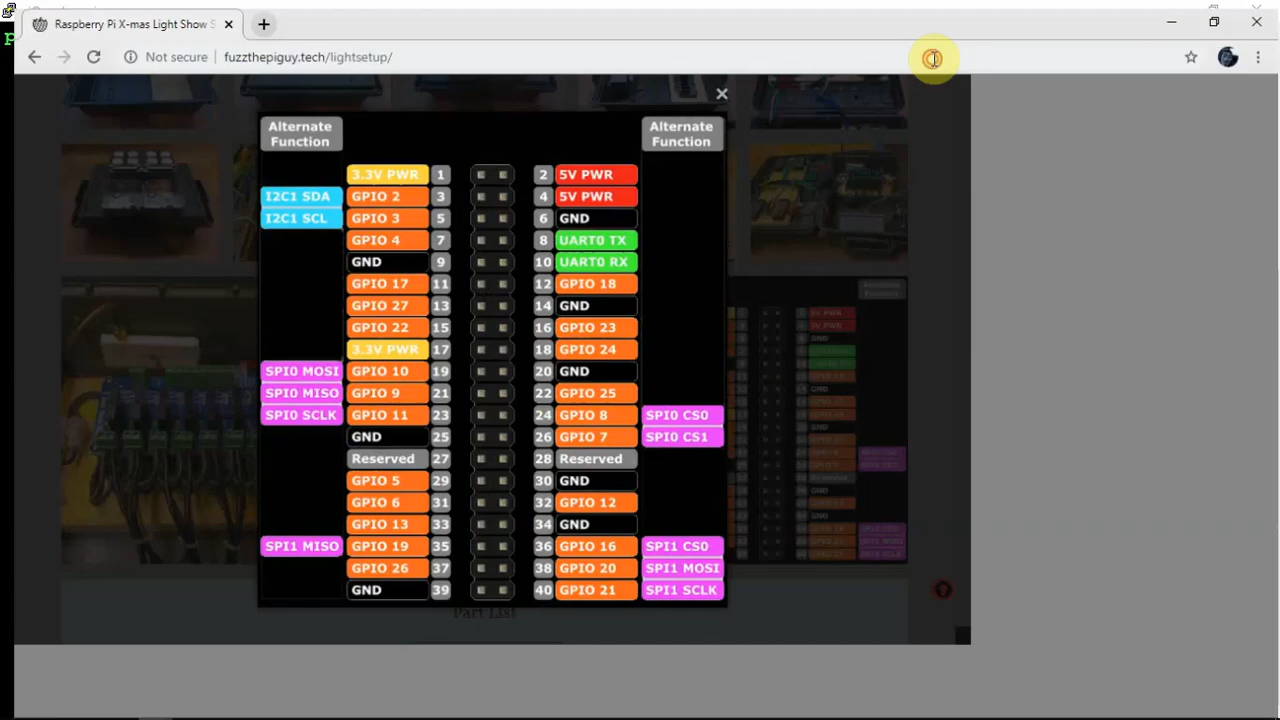 Raspberry Pi X-mas Light Show S
Not secure
fuzzthepiguy.tech/lightsetup/
Alternate Function
Alternate Function
3.3V PWR 1 2 5V PWR
I2C1 SDA GPIO 2 3 4 5V PWR
I2C1 SCL GPIO 3 5 6 GND
GPIO 4 7 8 UART0 TX
GND 9 10 UART0 RX
GPIO 17 11 12 GPIO 18
GPIO 27 13 14 GND
GPIO 22 15 16 GPIO 23
3.3V PWR 17 18 GPIO 24
SPI0 MOSI GPIO 10 19 20 GND
SPI0 MISO GPIO 9 21 22 GPIO 25
SPI0 SCLK GPIO 11 23 24 GPIO 8 SPI0 CS0
GND 25 26 GPIO 7 SPI0 CS1
Reserved 27 28 Reserved
GPIO 5 29 30 GND
GPIO 6 31 32 GPIO 12
GPIO 13 33 34 GND
SPI1 MISO GPIO 19 35 36 GPIO 16 SPI1 CS0
GPIO 26 37 38 GPIO 20 SPI1 MOSI
GND 39 40 GPIO 21 SPI1 SCLK
Part List